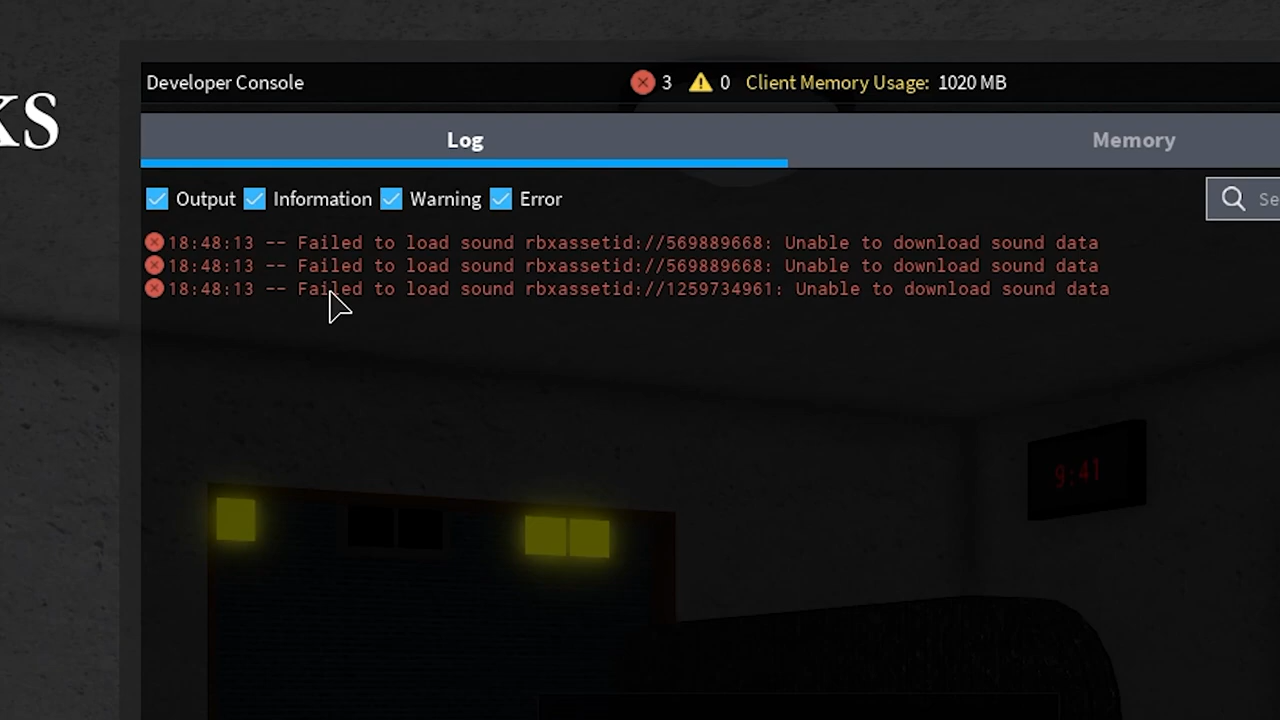 KS
Developer Console
3
0
Client Memory Usage: 1020 MB
Log
Memory
Output
Information
Warning
Error
Se
18:48:13 -- Failed to load sound rbxassetid://569889668: Unable to download sound data
18:48:13 -- Failed to load sound rbxassetid://569889668: Unable to download sound data
18:48:13 -- Failed to load sound rbxassetid://1259734961: Unable to download sound data
9:41